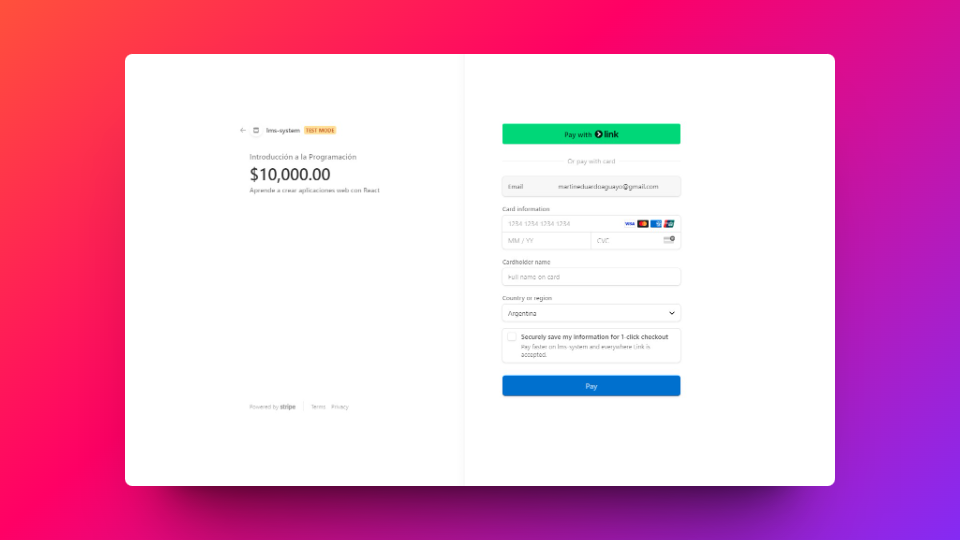 lms-system TEST MODE
Introducción a la Programación
$10,000.00
Aprende a crear aplicaciones web con React
Powered by stripe
Terms Privacy
Pay with link
Or pay with card
Email martineduardoaguayo@gmail.com
Card information
1234 1234 1234 1234 VISA
MM / YY CVC
Cardholder name
Full name on card
Country or region
Argentina
Securely save my information for 1-click checkout
Pay faster on lms-system and everywhere Link is
accepted.
Pay